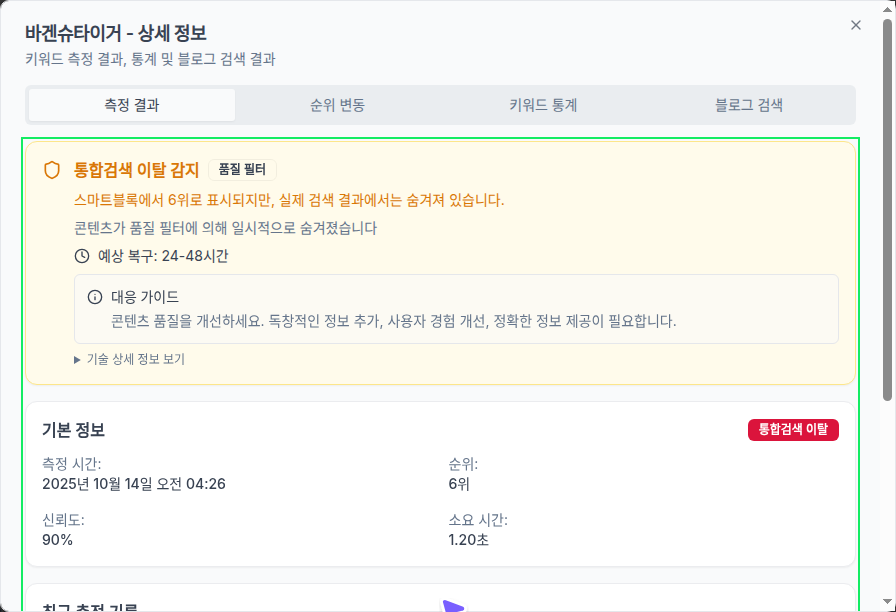 바겐슈타이거 - 상세 정보
키워드 측정 결과, 통계 및 블로그 검색 결과
측정 결과
순위 변동
키워드 통계
블로그 검색
통합검색 이탈 감지
품질 필터
스마트블록에서 6위로 표시되지만, 실제 검색 결과에서는 숨겨져 있습니다.
콘텐츠가 품질 필터에 의해 일시적으로 숨겨졌습니다
예상 복구: 24-48시간
대응 가이드
콘텐츠 품질을 개선하세요. 독창적인 정보 추가, 사용자 경험 개선, 정확한 정보 제공이 필요합니다.
▶ 기술 상세 정보 보기
기본 정보
통합검색 이탈
측정 시간:
2025년 10월 14일 오전 04:26
순위:
6위
신뢰도:
90%
소요 시간:
1.20초
최근 측정 기록